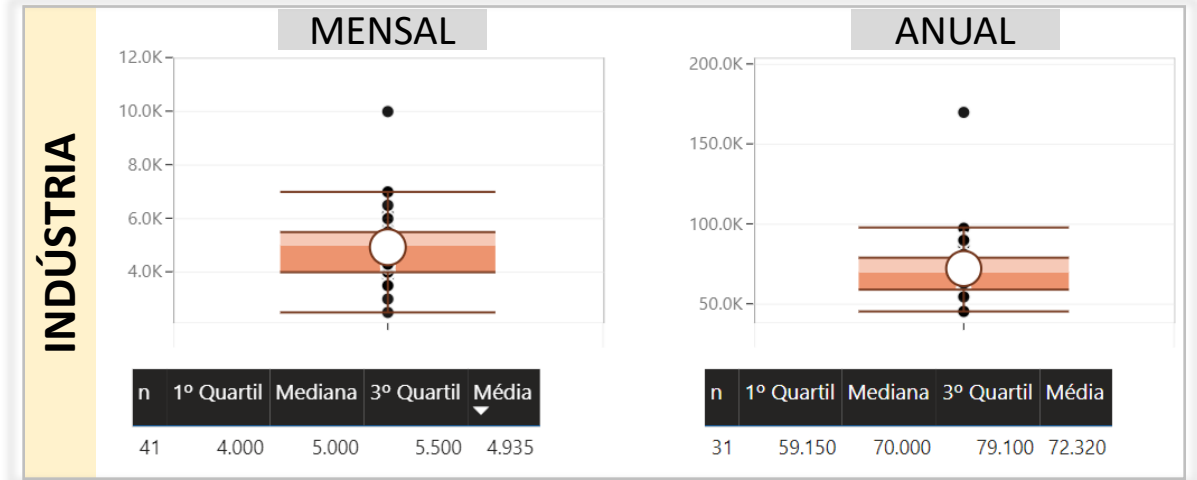 INDÚSTRIA
MENSAL
12.0K
10.0K
8.0K
6.0K
4.0K
n 1º Quartil Mediana 3º Quartil Média
41 4.000 5.000 5.500 4.935
ANUAL
200.0K
150.0K
100.0K
50.0K
n 1º Quartil Mediana 3º Quartil Média
31 59.150 70.000 79.100 72.320